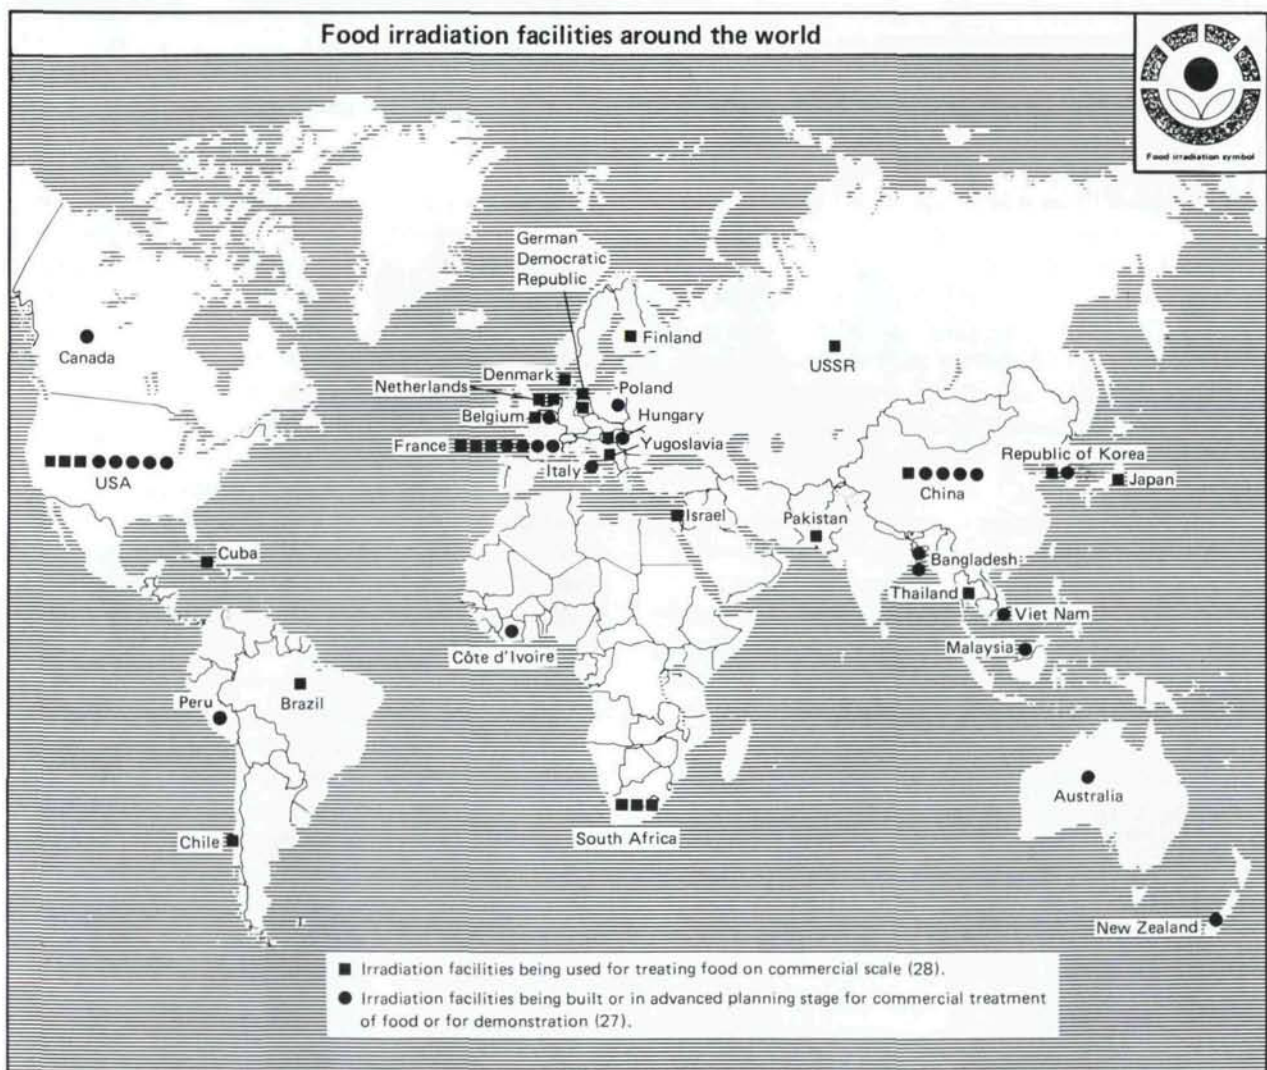 Food irradiation facilities around the world
Food irradiation symbol
German
Democratic
Republic
Canada
Finland
USSR
Denmark
Netherlands
Poland
Belgium
Hungary
France
Yugoslavia
Italy
USA
Republic of Korea
China
Japan
Israel
Pakistan
Cuba
Bangladesh
Thailand
Viet Nam
Malaysia
Côte d'Ivoire
Peru
Brazil
Australia
South Africa
Chile
New Zealand
Irradiation facilities being used for treating food on commercial scale (28).
Irradiation facilities being built or in advanced planning stage for commercial treatment
of food or for demonstration (27).